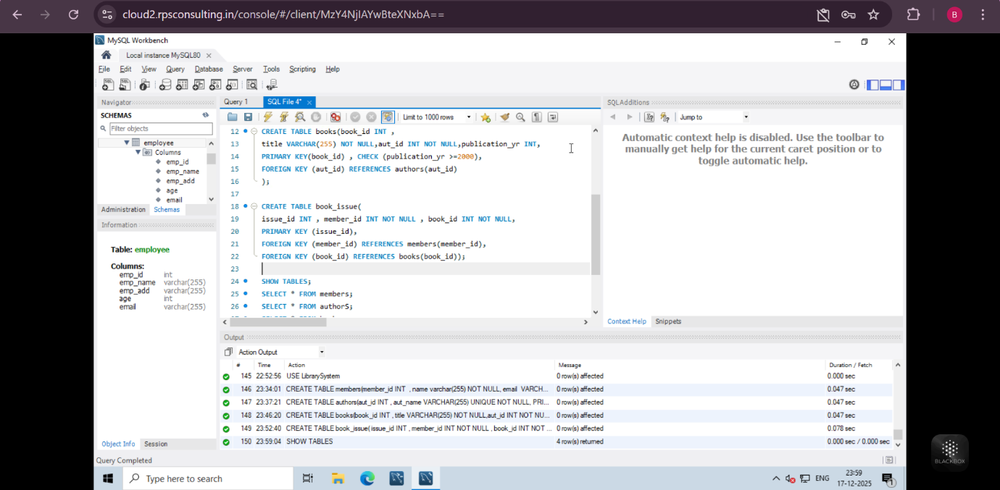 cloud2.rpsconsulting.in/console/#/client/MzY4NjIAYwBteXNxbA==
B
MySQL Workbench
Local instance MySQL80
File Edit View Query Database Server Tools Scripting Help
Navigator
SCHEMAS
Filter objects
employee
Columns
emp_id
emp_name
emp_add
age
email
Administration Schemas
Information
Table: employee
Columns:
emp_id int
emp_name varchar(255)
emp_add varchar(255)
age int
email varchar(255)
Object Info Session
Query Completed
Query 1 SQL File 4*
Limit to 1000 rows
12 CREATE TABLE books(book_id INT ,
13 title VARCHAR(255) NOT NULL,aut_id INT NOT NULL,publication_yr INT,
14 PRIMARY KEY(book_id) , CHECK (publication_yr >=2000),
15 FOREIGN KEY (aut_id) REFERENCES authors(aut_id)
16 );
17
18 CREATE TABLE book_issue(
19 issue_id INT , member_id INT NOT NULL , book_id INT NOT NULL,
20 PRIMARY KEY (issue_id),
21 FOREIGN KEY (member_id) REFERENCES members(member_id),
22 FOREIGN KEY (book_id) REFERENCES books(book_id));
23
24 SHOW TABLES;
25 SELECT * FROM members;
26 SELECT * FROM authorS;
SQLAdditions
Jump to
Automatic context help is disabled. Use the toolbar to
manually get help for the current caret position or to
toggle automatic help.
Context Help Snippets
Output
Action Output
# Time Action Message Duration / Fetch
145 22:52:56 USE LibrarySystem 0 row(s) affected 0.000 sec
146 23:34:01 CREATE TABLE members(member_id INT , name varchar(255) NOT NULL, email VARCH... 0 row(s) affected 0.047 sec
147 23:37:21 CREATE TABLE authors(aut_id INT , aut_name VARCHAR(255) UNIQUE NOT NULL, PRI... 0 row(s) affected 0.047 sec
148 23:46:20 CREATE TABLE books(book_id INT , title VARCHAR(255) NOT NULL,aut_id INT NOT NU... 0 row(s) affected 0.047 sec
149 23:52:40 CREATE TABLE book_issue( issue_id INT , member_id INT NOT NULL , book_id INT NOT ... 0 row(s) affected 0.078 sec
150 23:59:04 SHOW TABLES 4 row(s) returned 0.000 sec / 0.000 sec
BLACKBOX
Type here to search
ENG
23:59
17-12-2025
1